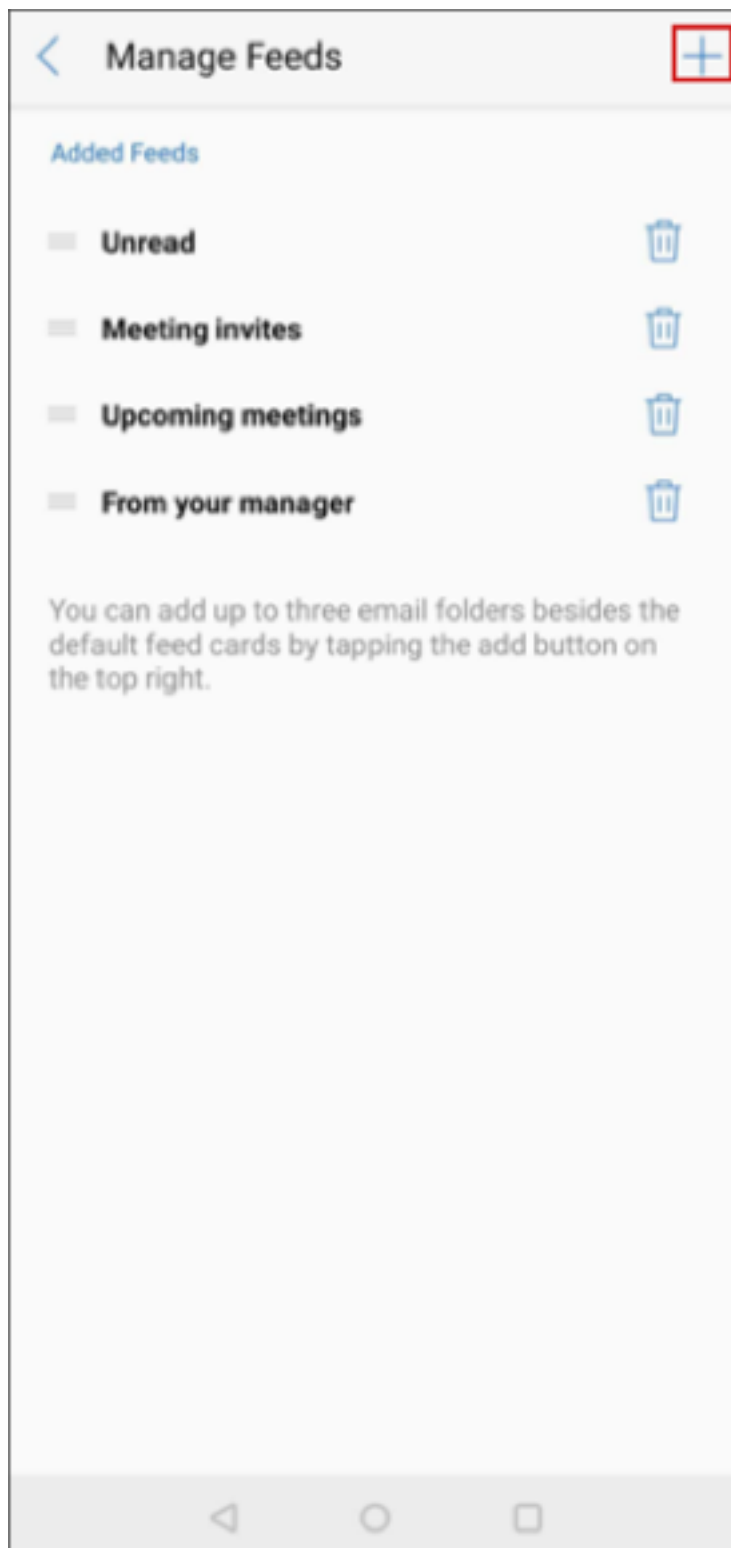 Manage Feeds
Added Feeds
Unread
Meeting invites
Upcoming meetings
From your manager
You can add up to three email folders besides the
default feed cards by tapping the add button on
the top right.